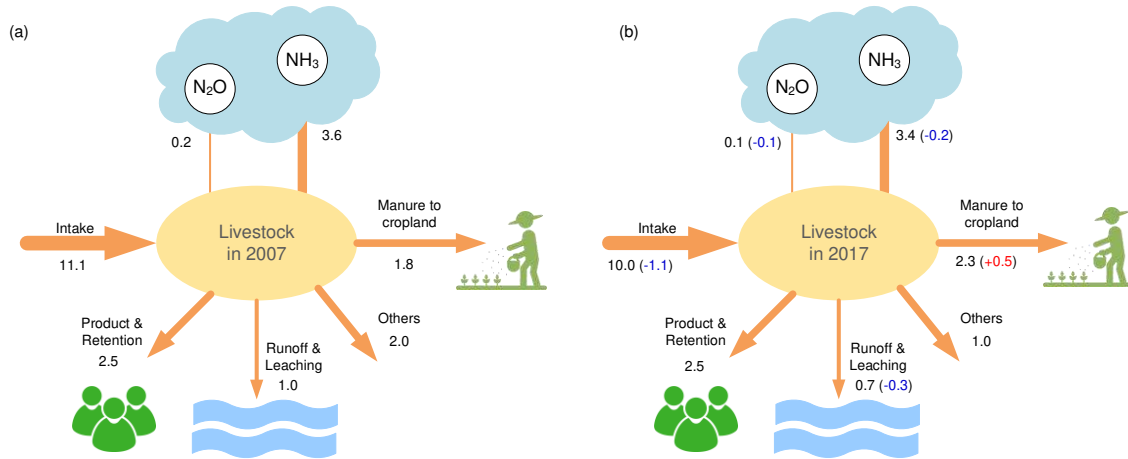 (a)
N₂O
NH₃
0.2
3.6
Intake
11.1
Livestock
in 2007
Manure to
cropland
1.8
Product &
Retention
2.5
Runoff &
Leaching
1.0
Others
2.0
(b)
N₂O
NH₃
0.1 (-0.1)
3.4 (-0.2)
Intake
10.0 (-1.1)
Livestock
in 2017
Manure to
cropland
2.3 (+0.5)
Product &
Retention
2.5
Runoff &
Leaching
0.7 (-0.3)
Others
1.0